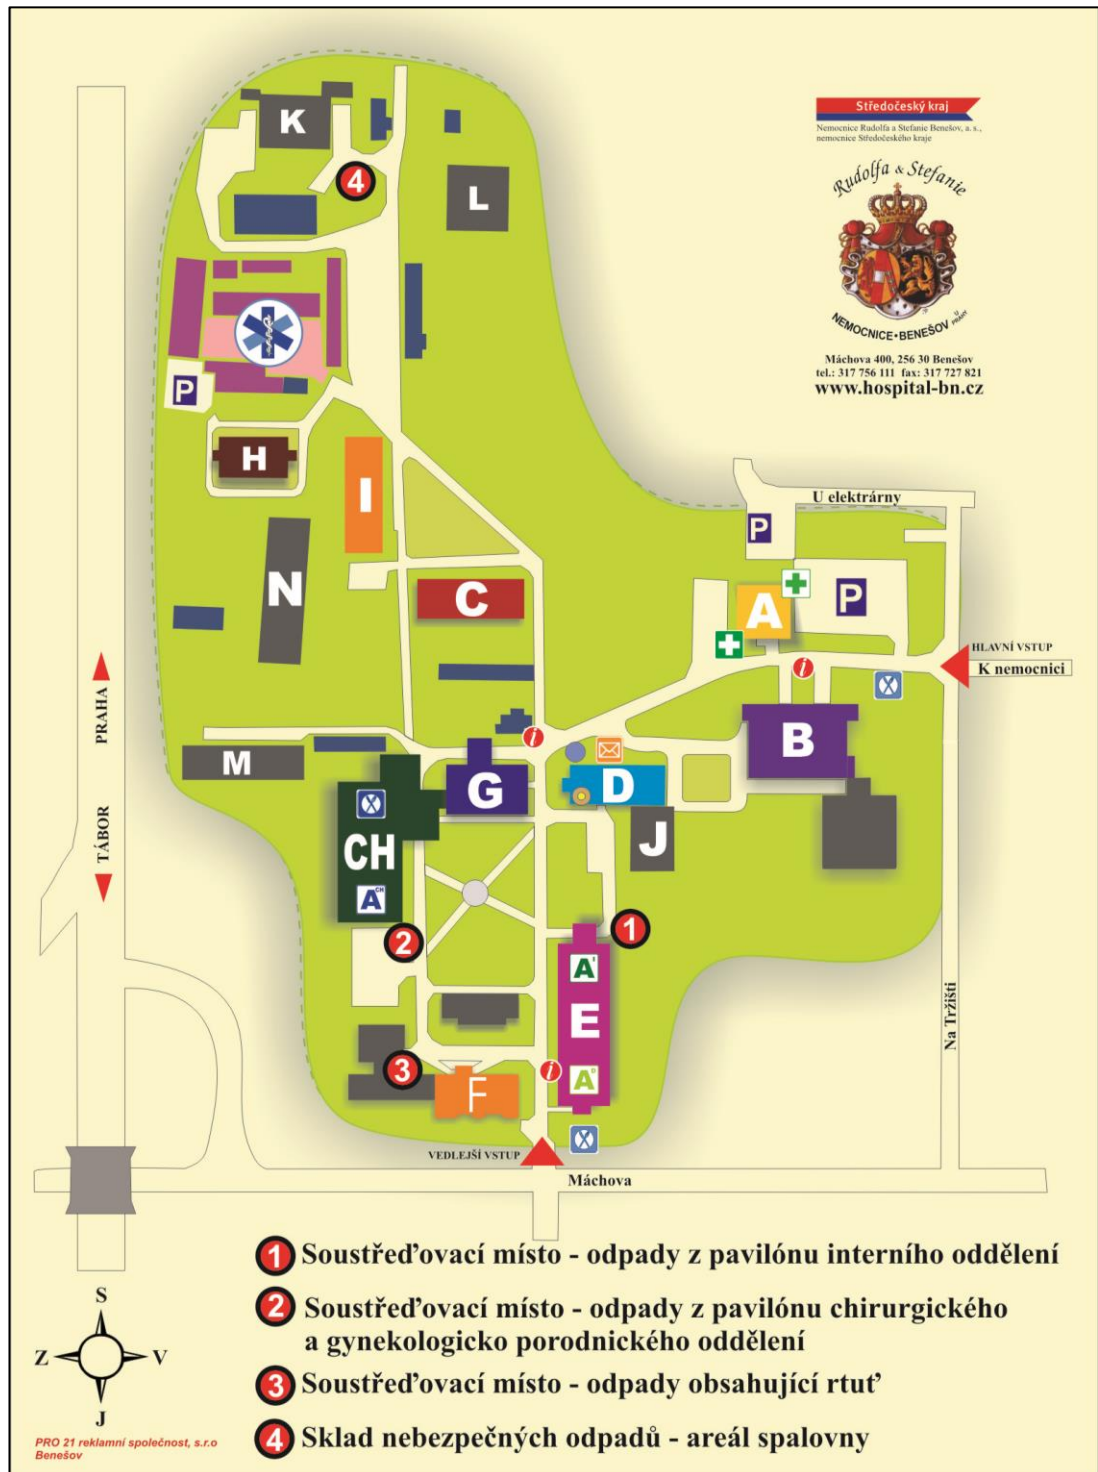 Středočeský kraj
Nemocnice Rudolfa a Stefanie Benešov, a. s.,
nemocnice Středočeského kraje
Rudolfa & Stefanie
NEMOCNICE • BENEŠOV U PRAHY
Máchova 400, 256 30 Benešov
tel.: 317 756 111 fax: 317 727 821
www.hospital-bn.cz
K
4
L
P
H
I
U elektrárny
P
N
C
A
P
HLAVNÍ VSTUP
K nemocnici
PRAHA
TÁBOR
i
i
M
G
D
B
CH
J
A CH
2
1
A I
E
Na Tržišti
3
F
i
A
VEDLEJŠÍ VSTUP
Máchova
1 Soustřeďovací místo - odpady z pavilónu interního oddělení
2 Soustřeďovací místo - odpady z pavilónu chirurgického
a gynekologicko porodnického oddělení
3 Soustřeďovací místo - odpady obsahující rtuť
4 Sklad nebezpečných odpadů - areál spalovny
S
Z
V
J
PRO 21 reklamní společnost, s.r.o
Benešov